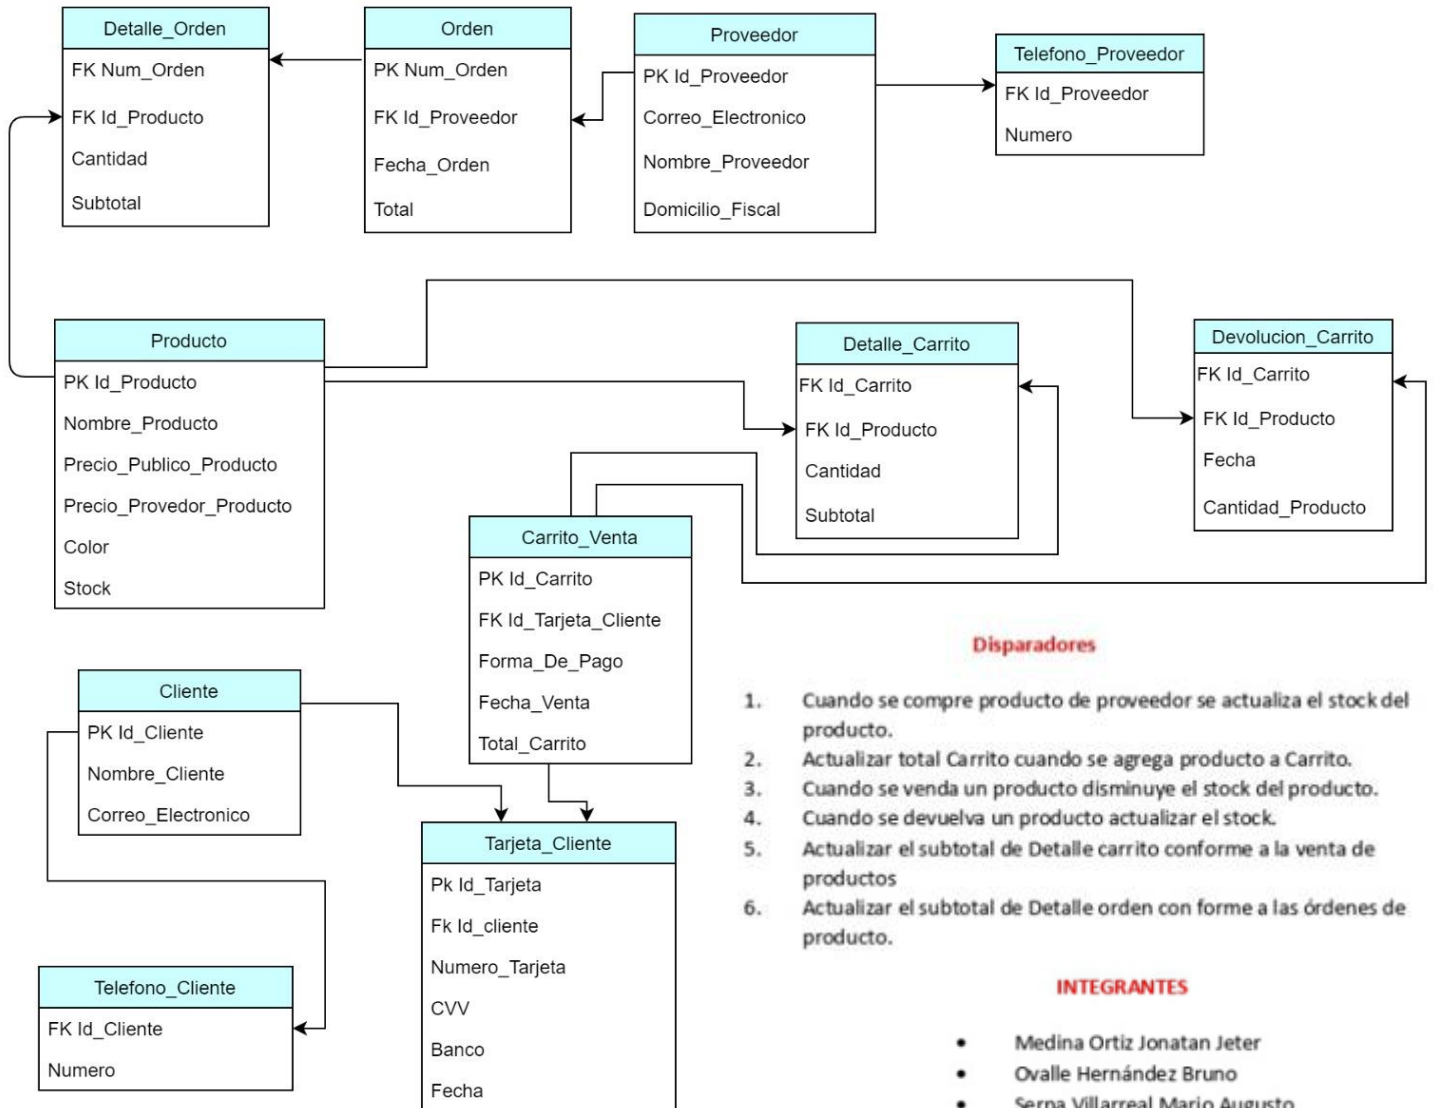 Detalle_Orden
FK Num_Orden
FK Id_Producto
Cantidad
Subtotal
Orden
PK Num_Orden
FK Id_Proveedor
Fecha_Orden
Total
Proveedor
PK Id_Proveedor
Correo_Electronico
Nombre_Proveedor
Domicilio_Fiscal
Telefono_Proveedor
FK Id_Proveedor
Numero
Producto
PK Id_Producto
Nombre_Producto
Precio_Publico_Producto
Precio_Provedor_Producto
Color
Stock
Detalle_Carrito
FK Id_Carrito
FK Id_Producto
Cantidad
Subtotal
Devolucion_Carrito
FK Id_Carrito
FK Id_Producto
Fecha
Cantidad_Producto
Carrito_Venta
PK Id_Carrito
FK Id_Tarjeta_Cliente
Forma_De_Pago
Fecha_Venta
Total_Carrito
Cliente
PK Id_Cliente
Nombre_Cliente
Correo_Electronico
Tarjeta_Cliente
Pk Id_Tarjeta
Fk Id_cliente
Numero_Tarjeta
CVV
Banco
Fecha
Telefono_Cliente
FK Id_Cliente
Numero
Disparadores
1. Cuando se compre producto de proveedor se actualiza el stock del
producto.
2. Actualizar total Carrito cuando se agrega producto a Carrito.
3. Cuando se venda un producto disminuye el stock del producto.
4. Cuando se devuelva un producto actualizar el stock.
5. Actualizar el subtotal de Detalle carrito conforme a la venta de
productos
6. Actualizar el subtotal de Detalle orden con forme a las órdenes de
producto.
INTEGRANTES
• Medina Ortiz Jonatan Jeter
• Ovalle Hernández Bruno
• Serna Villarreal Mario Augusto